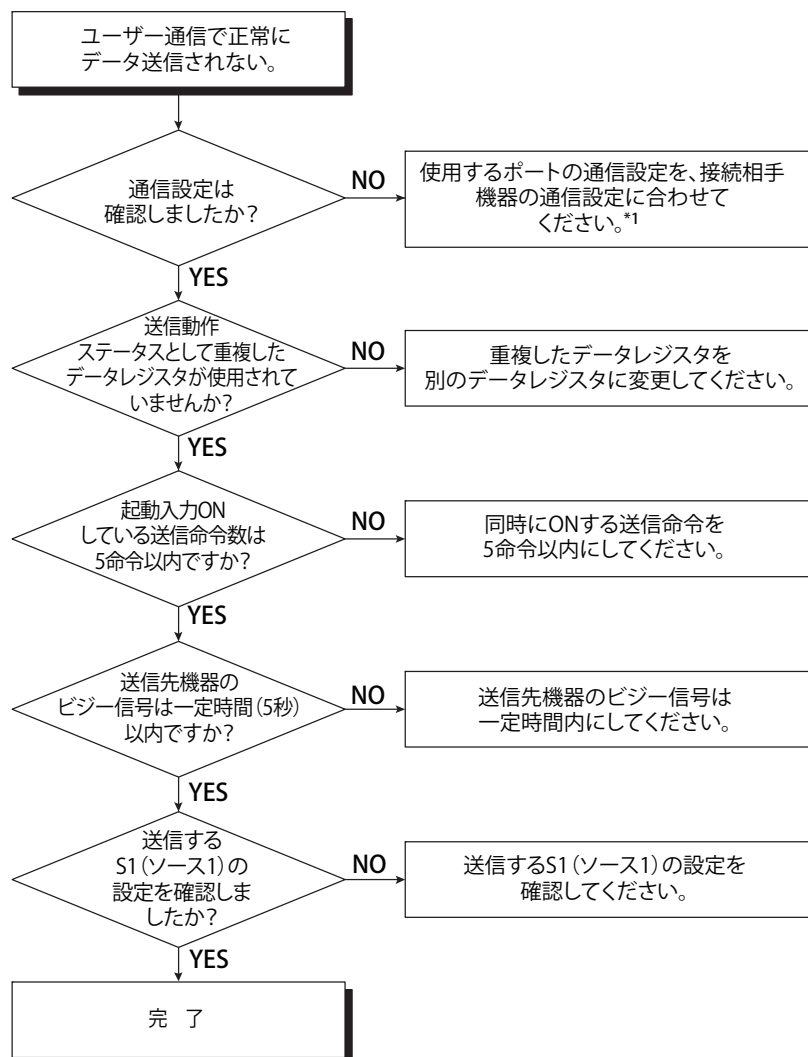 ユーザー通信で正常に
データ送信されない。
通信設定は
確認しましたか?
NO
使用するポートの通信設定を、接続相手
機器の通信設定に合わせて
ください。*1
YES
送信動作
ステータスとして重複した
データレジスタが使用されて
いませんか?
NO
重複したデータレジスタを
別のデータレジスタに変更してください。
YES
起動入力ON
している送信命令数は
5命令以内ですか?
NO
同時にONする送信命令を
5命令以内にしてください。
YES
送信先機器の
ビジー信号は一定時間(5秒)
以内ですか?
NO
送信先機器のビジー信号は
一定時間内にしてください。
YES
送信する
S1(ソース1)の
設定を確認しま
したか?
NO
送信するS1(ソース1)の設定を
確認してください。
YES
完 了